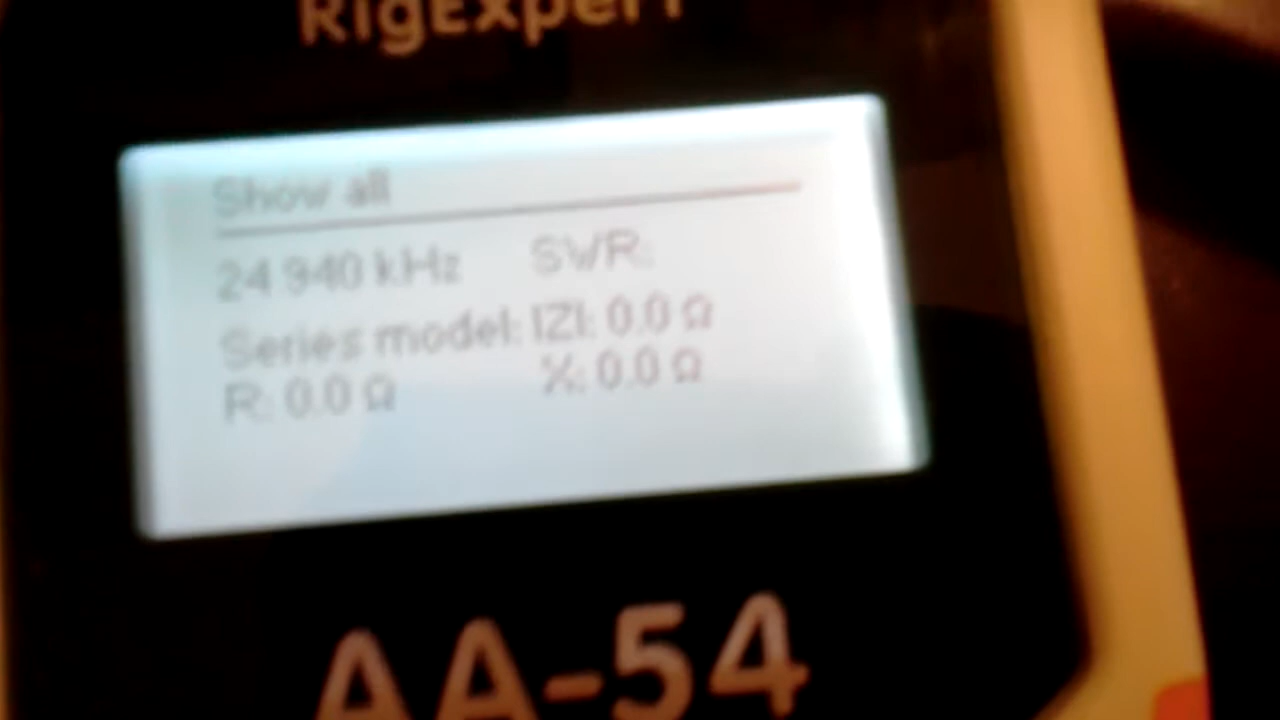 RigExpert
Show all
24 940 kHz SWR:
Series model: |Z|: 0.0 Ω
R: 0.0 Ω X: 0.0 Ω
AA-54